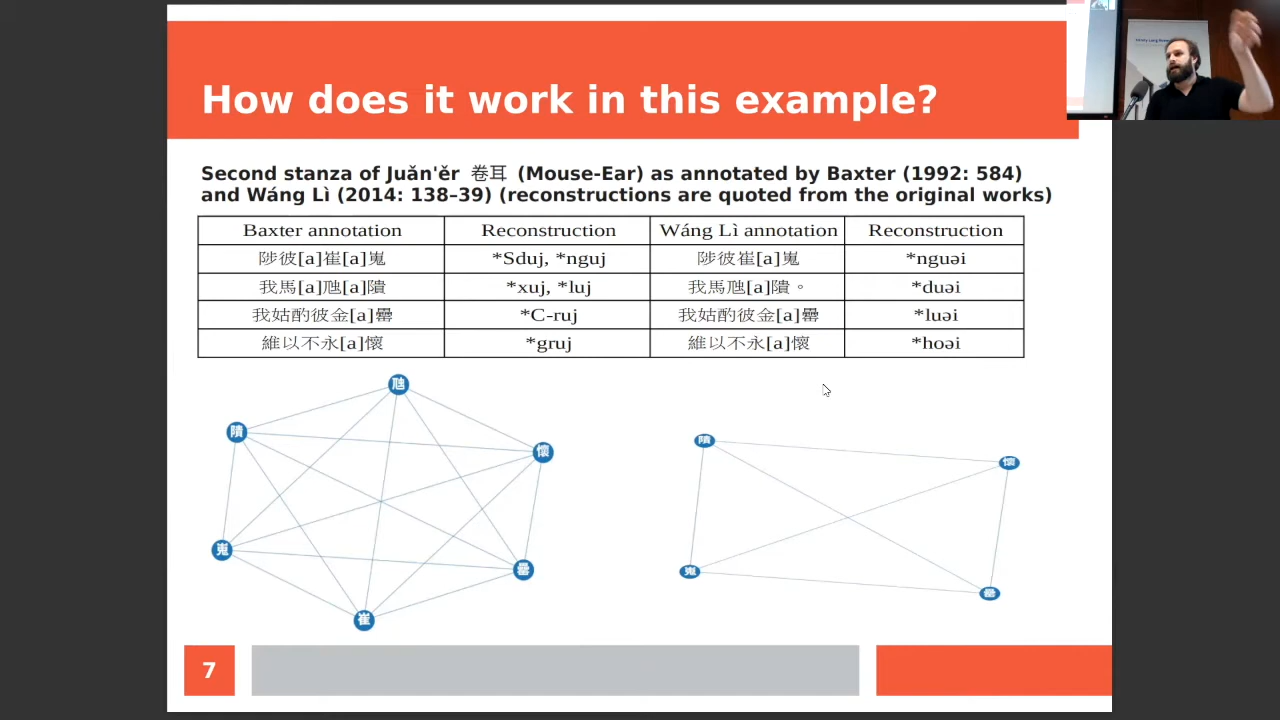 How does it work in this example?
Second stanza of Juǎn'ěr 卷耳 (Mouse-Ear) as annotated by Baxter (1992: 584)
and Wáng Lì (2014: 138–39) (reconstructions are quoted from the original works)
Baxter annotation Reconstruction Wáng Lì annotation Reconstruction
陟彼[a]崔[a]嵬 *Sduj, *nguj 陟彼崔[a]嵬 *nguəi
我馬[a]虺[a]隤 *xuj, *luj 我馬虺[a]隤。 *duəi
我姑酌彼金[a]罍 *C-ruj 我姑酌彼金[a]罍 *luəi
維以不永[a]懷 *gruj 維以不永[a]懷 *hoəi
虺
隤
懷
嵬
罍
崔
隤
懷
嵬
罍
7